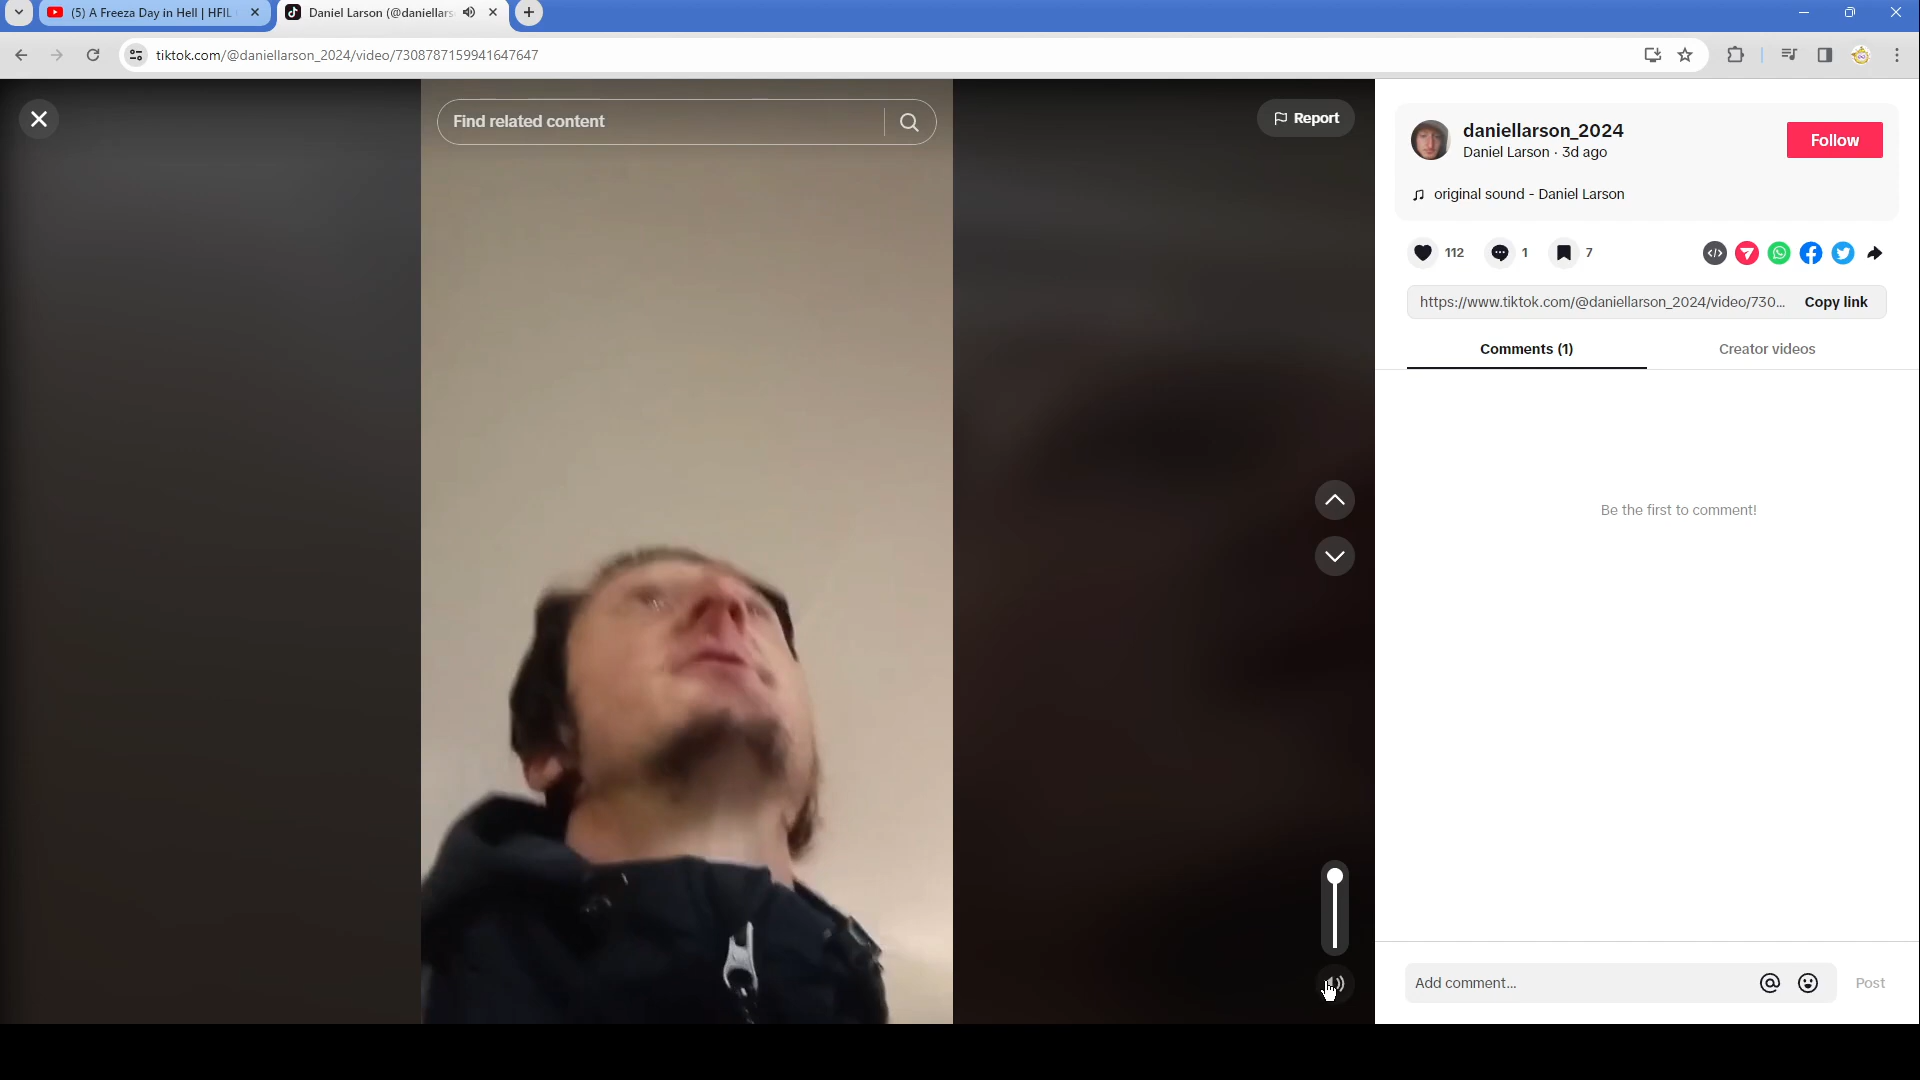 (5) A Freeza Day in Hell | HFIL
Daniel Larson (@daniellars
tiktok.com/@daniellarson_2024/video/7308787159941647647
Find related content
Report
daniellarson_2024
Daniel Larson · 3d ago
Follow
original sound - Daniel Larson
112
1
7
https://www.tiktok.com/@daniellarson_2024/video/730...
Copy link
Comments (1)
Creator videos
Be the first to comment!
Add comment...
Post